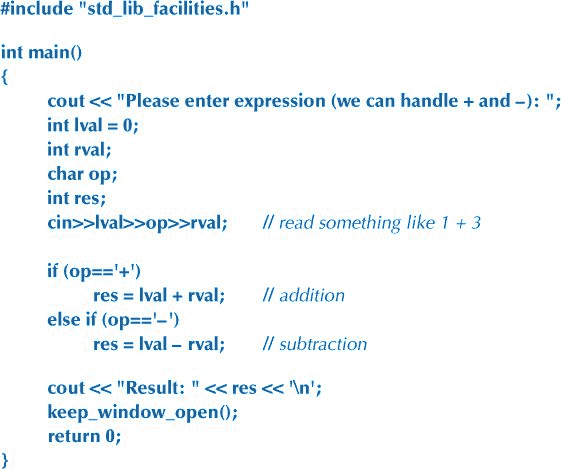 #include "std_lib_facilities.h"
int main()
{
cout << "Please enter expression (we can handle + and –): ";
int lval = 0;
int rval;
char op;
int res;
cin>>lval>>op>>rval; // read something like 1 + 3
if (op=='+')
res = lval + rval; // addition
else if (op=='–')
res = lval – rval; // subtraction
cout << "Result: " << res << '\n';
keep_window_open();
return 0;
}